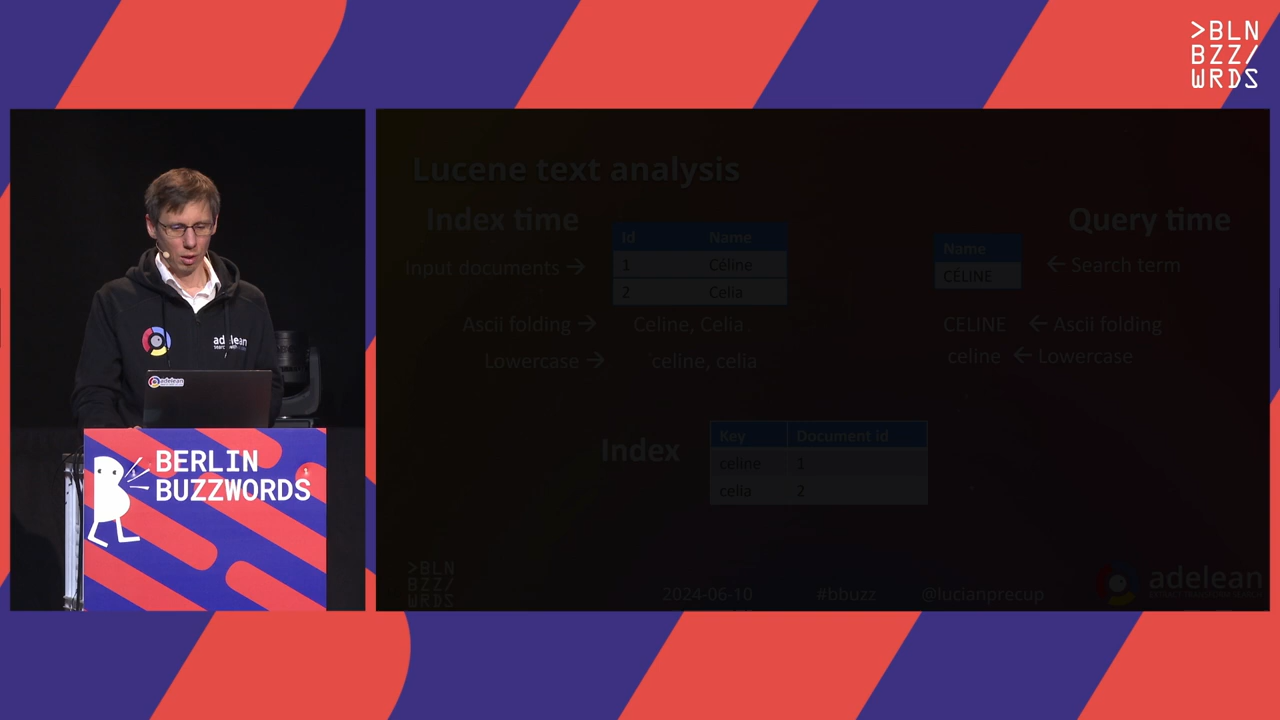 >BLN
BZZ/
WRDS
adelean
adelean
BERLIN
BUZZWORDS
Lucene text analysis
Index time
Query time
Id Name
1 Céline
2 Celia
Name
CELINE
Input documents →
← Search term
Ascii folding → Celine, Celia
CELINE ← Ascii folding
Lowercase → celine, celia
celine ← Lowercase
Index
Key Document Id
celine 1
celia 2
>BLN
BZZ/
WRDS
2024-06-10 #bbuzz @lucianprecup
adelean